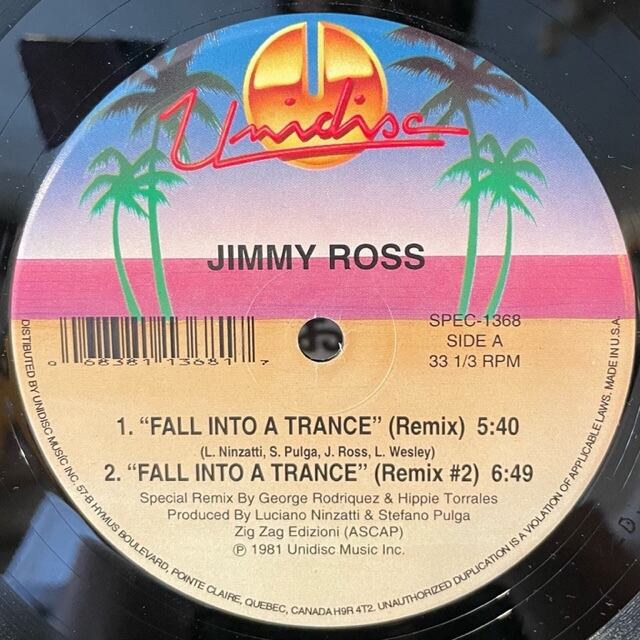 Unidisc
JIMMY ROSS
SPEC-1368
SIDE A
33 1/3 RPM
0 68381 13681 7
1. “FALL INTO A TRANCE” (Remix) 5:40
(L. Ninzatti, S. Pulga, J. Ross, L. Wesley)
2. “FALL INTO A TRANCE” (Remix #2) 6:49
Special Remix By George Rodriquez & Hippie Torrales
Produced By Luciano Ninzatti & Stefano Pulga
Zig Zag Edizioni (ASCAP)
℗ 1981 Unidisc Music Inc.
DISTRIBUTED BY UNIDISC MUSIC INC. 57-B HYMUS BOULEVARD, POINTE CLAIRE, QUEBEC, CANADA H9R 4T2. UNAUTHORIZED DUPLICATION IS A VIOLATION OF APPLICABLE LAWS. MADE IN U.S.A.